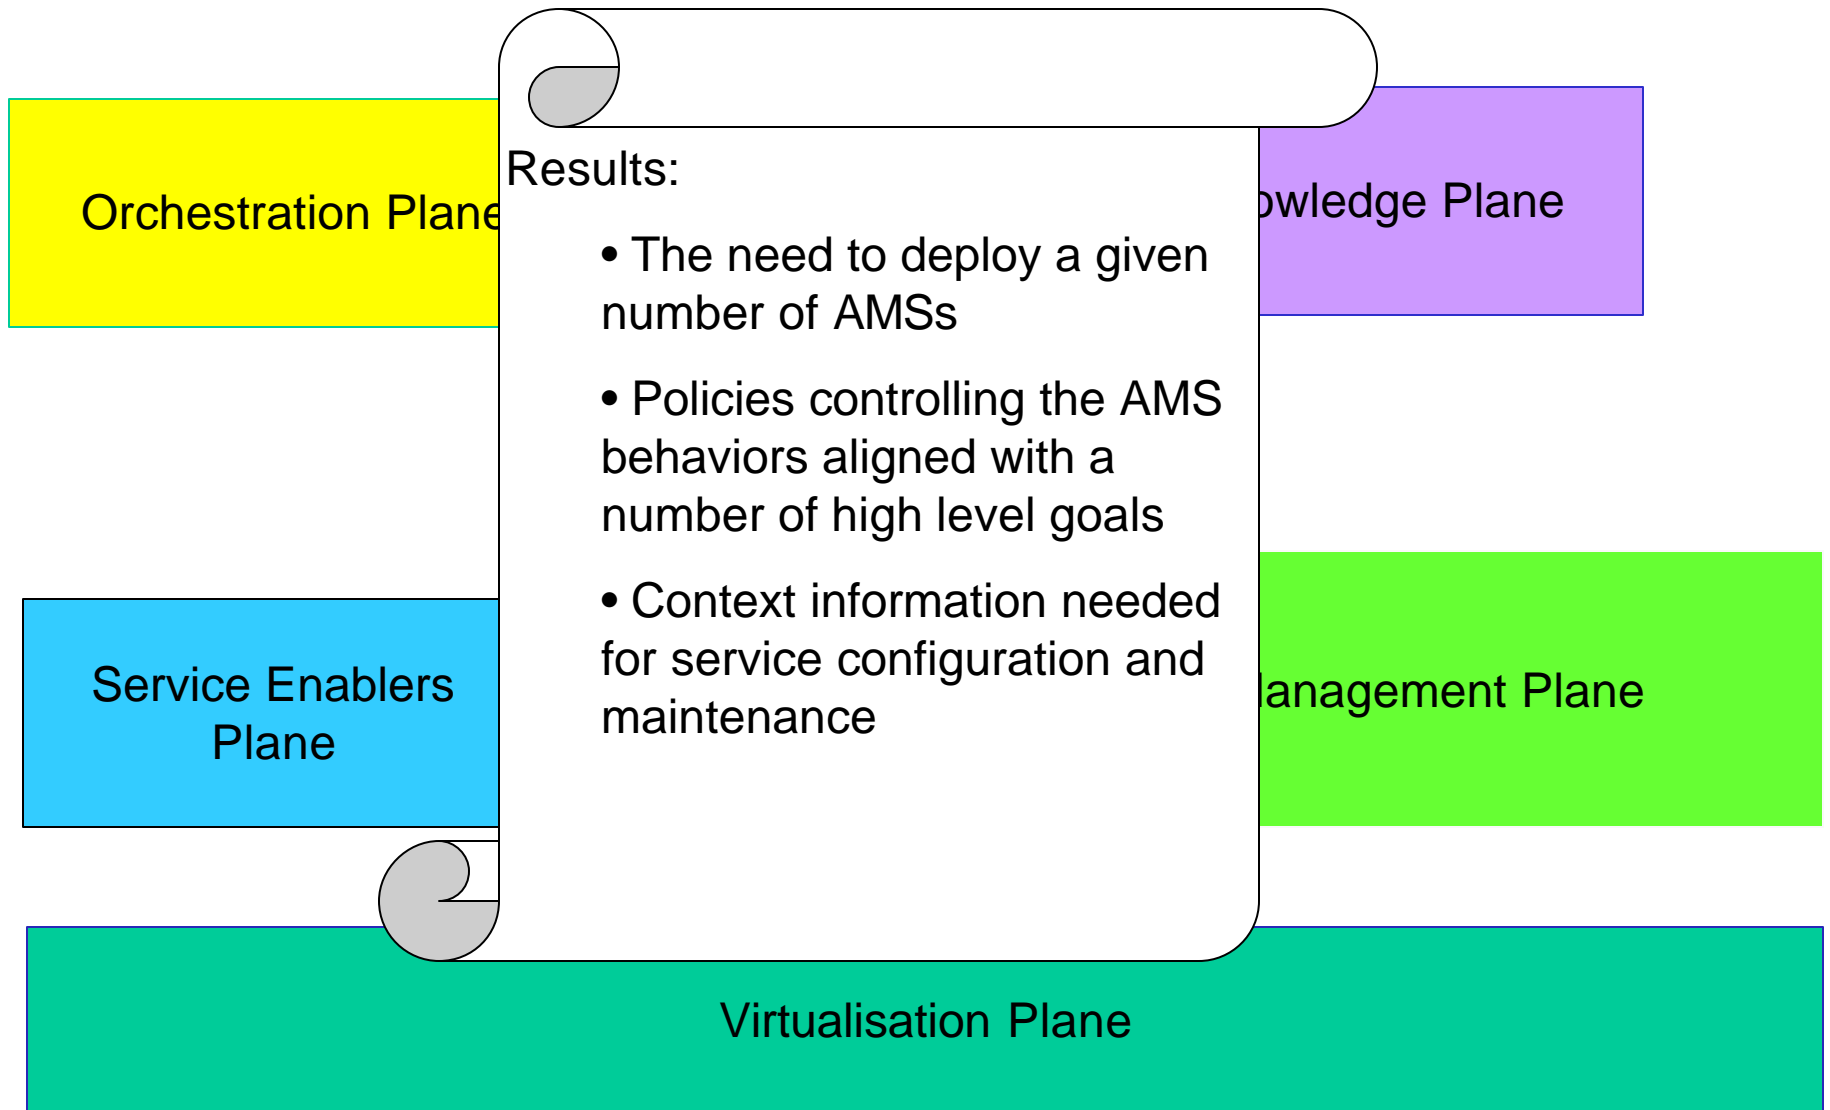 Orchestration Plane
Results:
• The need to deploy a given
number of AMSs
• Policies controlling the AMS
behaviors aligned with a
number of high level goals
• Context information needed
for service configuration and
maintenance
owledge Plane
Service Enablers
Plane
anagement Plane
Virtualisation Plane